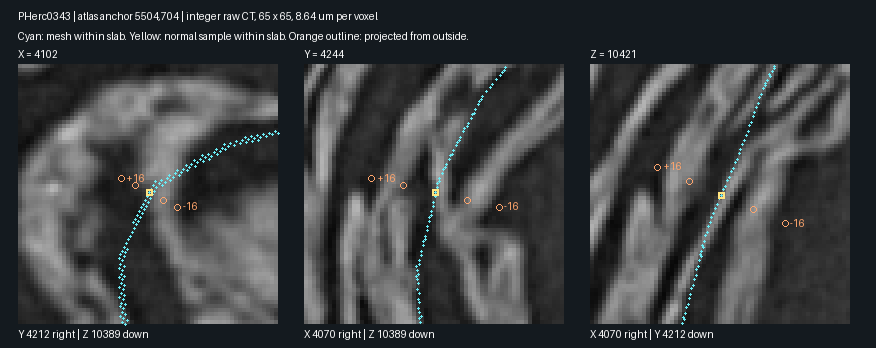 PHerc0343 | atlas anchor 5504,704 | integer raw CT, 65 x 65, 8.64 um per voxel
Cyan: mesh within slab. Yellow: normal sample within slab. Orange outline: projected from outside.
X = 4102
Y = 4244
Z = 10421
+16
-16
+16
-16
+16
-16
Y 4212 right | Z 10389 down
X 4070 right | Z 10389 down
X 4070 right | Y 4212 down